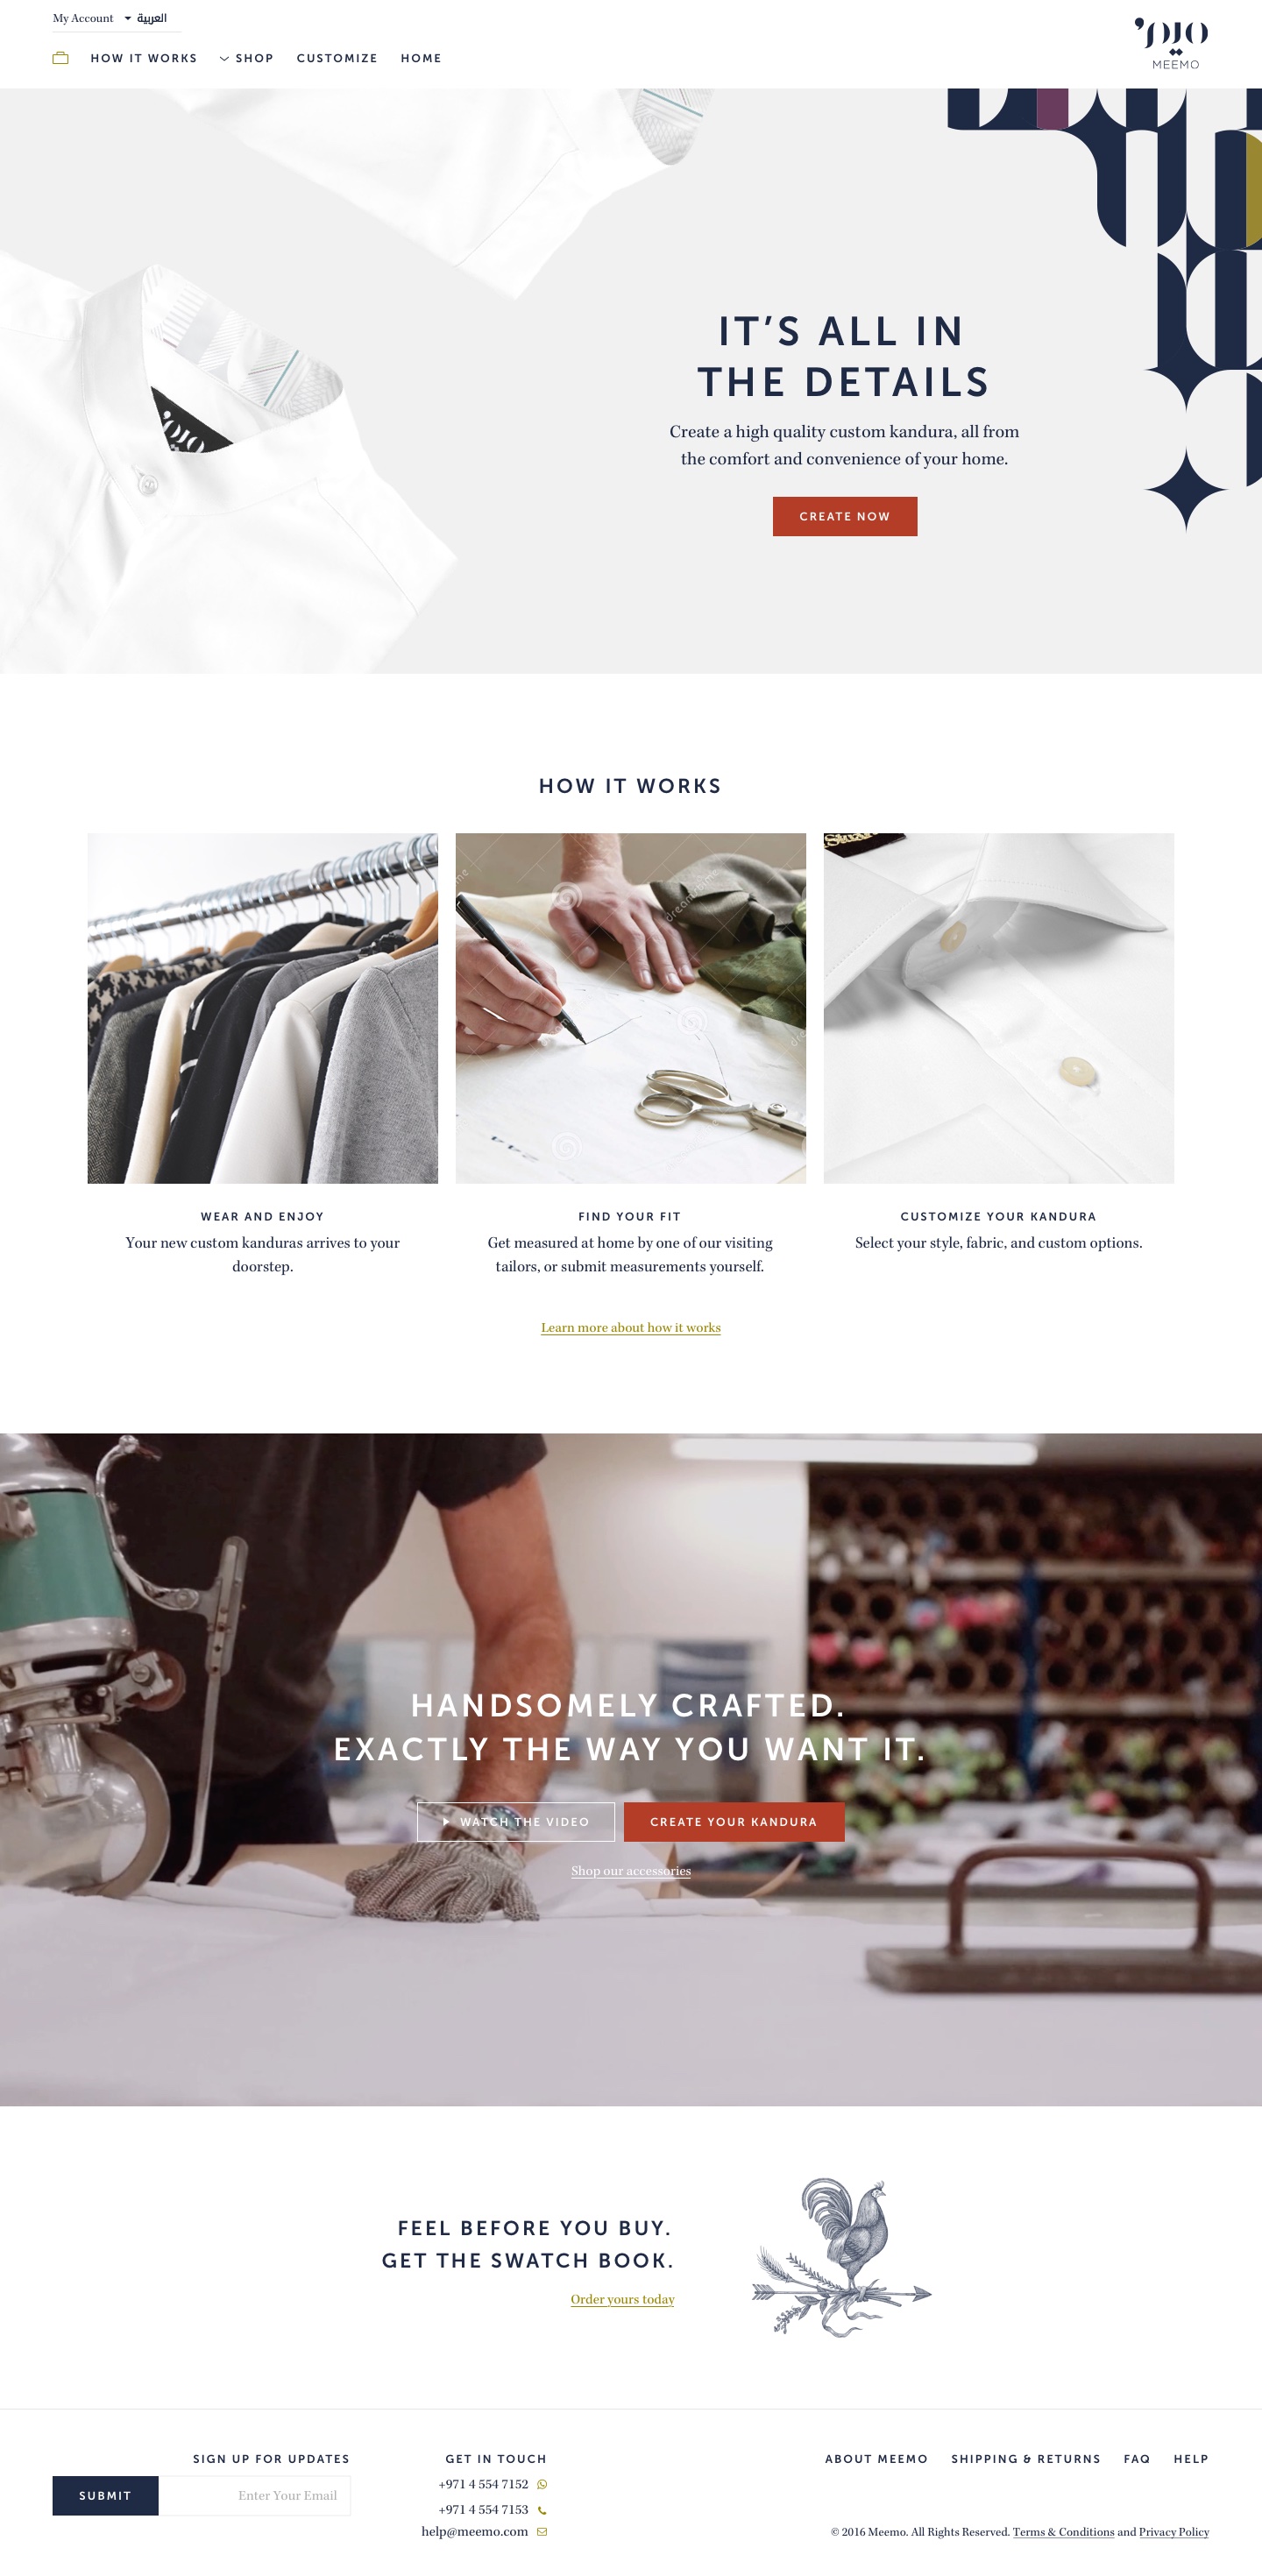 My Account العربية
HOW IT WORKS SHOP CUSTOMIZE HOME
MEEMO
IT’S ALL IN
THE DETAILS
Create a high quality custom kandura, all from
the comfort and convenience of your home.
CREATE NOW
HOW IT WORKS
WEAR AND ENJOY
Your new custom kanduras arrives to your
doorstep.
FIND YOUR FIT
Get measured at home by one of our visiting
tailors, or submit measurements yourself.
CUSTOMIZE YOUR KANDURA
Select your style, fabric, and custom options.
Learn more about how it works
HANDSOMELY CRAFTED.
EXACTLY THE WAY YOU WANT IT.
WATCH THE VIDEO
CREATE YOUR KANDURA
Shop our accessories
FEEL BEFORE YOU BUY.
GET THE SWATCH BOOK.
Order yours today
SIGN UP FOR UPDATES
SUBMIT Enter Your Email
GET IN TOUCH
+971 4 554 7152
+971 4 554 7153
help@meemo.com
ABOUT MEEMO SHIPPING & RETURNS FAQ HELP
© 2016 Meemo. All Rights Reserved. Terms & Conditions and Privacy Policy